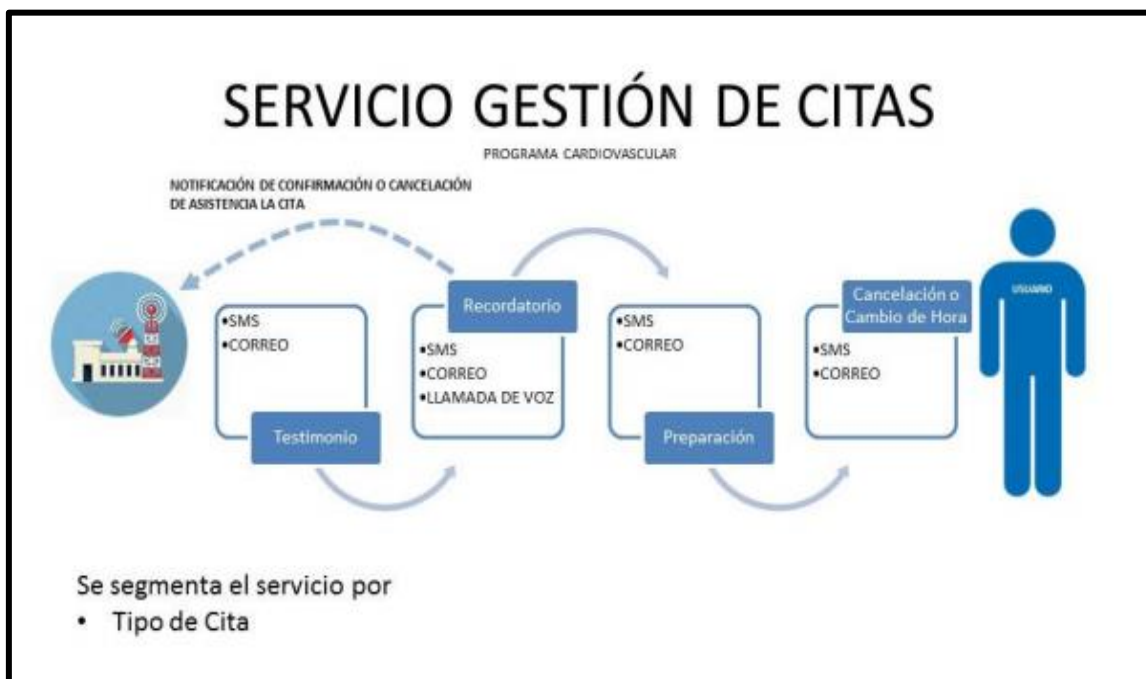 SERVICIO GESTIÓN DE CITAS
PROGRAMA CARDIOVASCULAR
NOTIFICACIÓN DE CONFIRMACIÓN O CANCELACIÓN
DE ASISTENCIA LA CITA
•SMS
•CORREO
Testimonio
Recordatorio
•SMS
•CORREO
•LLAMADA DE VOZ
•SMS
•CORREO
Preparación
Cancelación o
Cambio de Hora
•SMS
•CORREO
USUARIO
Se segmenta el servicio por
• Tipo de Cita